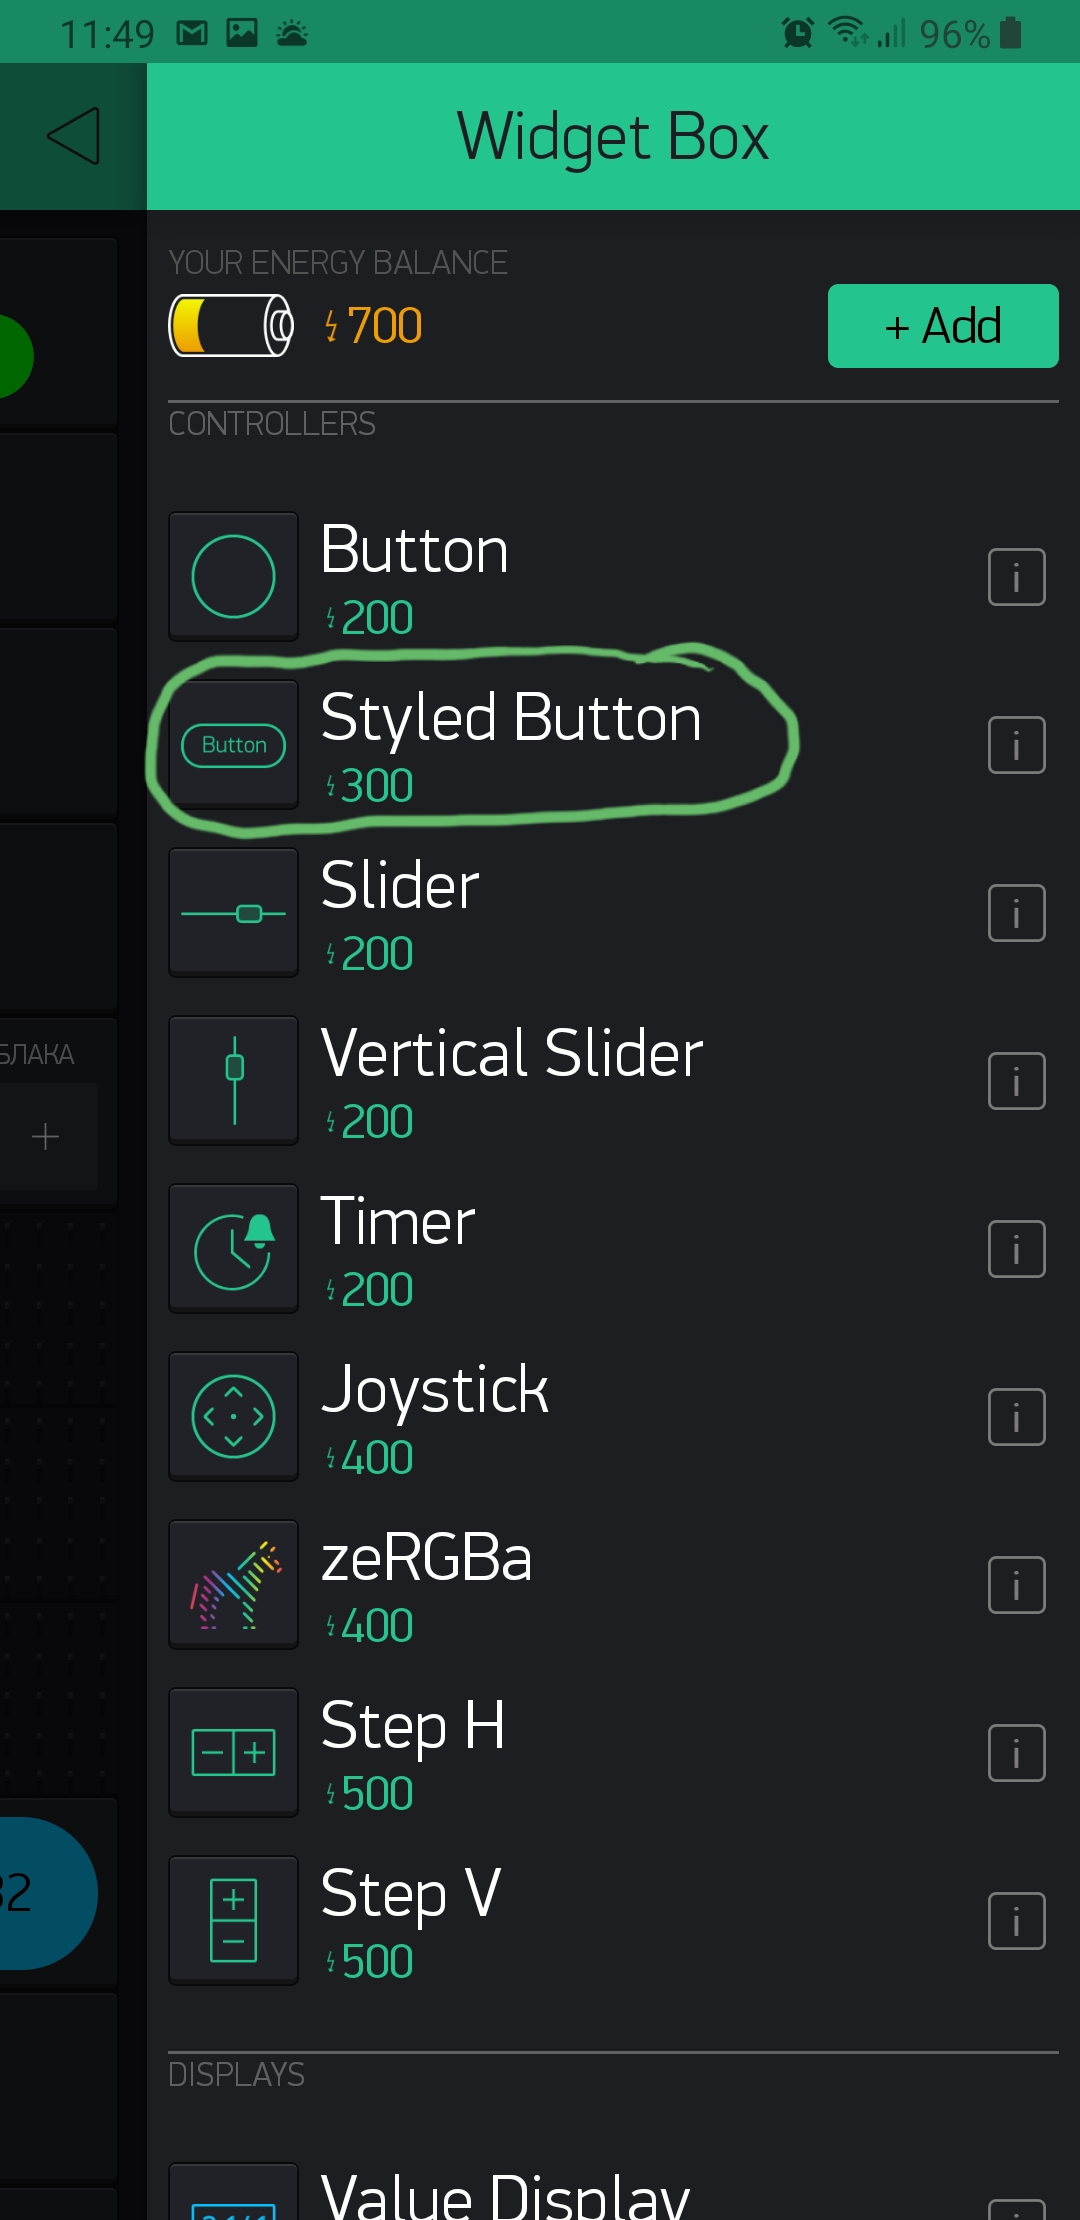 11:49
96%
Widget Box
YOUR ENERGY BALANCE
700
+ Add
CONTROLLERS
Button
200
i
Button
Styled Button
300
i
Slider
200
i
Vertical Slider
200
i
БЛАКА
+
Timer
200
i
Joystick
400
i
zeRGBa
400
i
Step H
500
i
Step V
500
i
32
DISPLAYS
Value Display